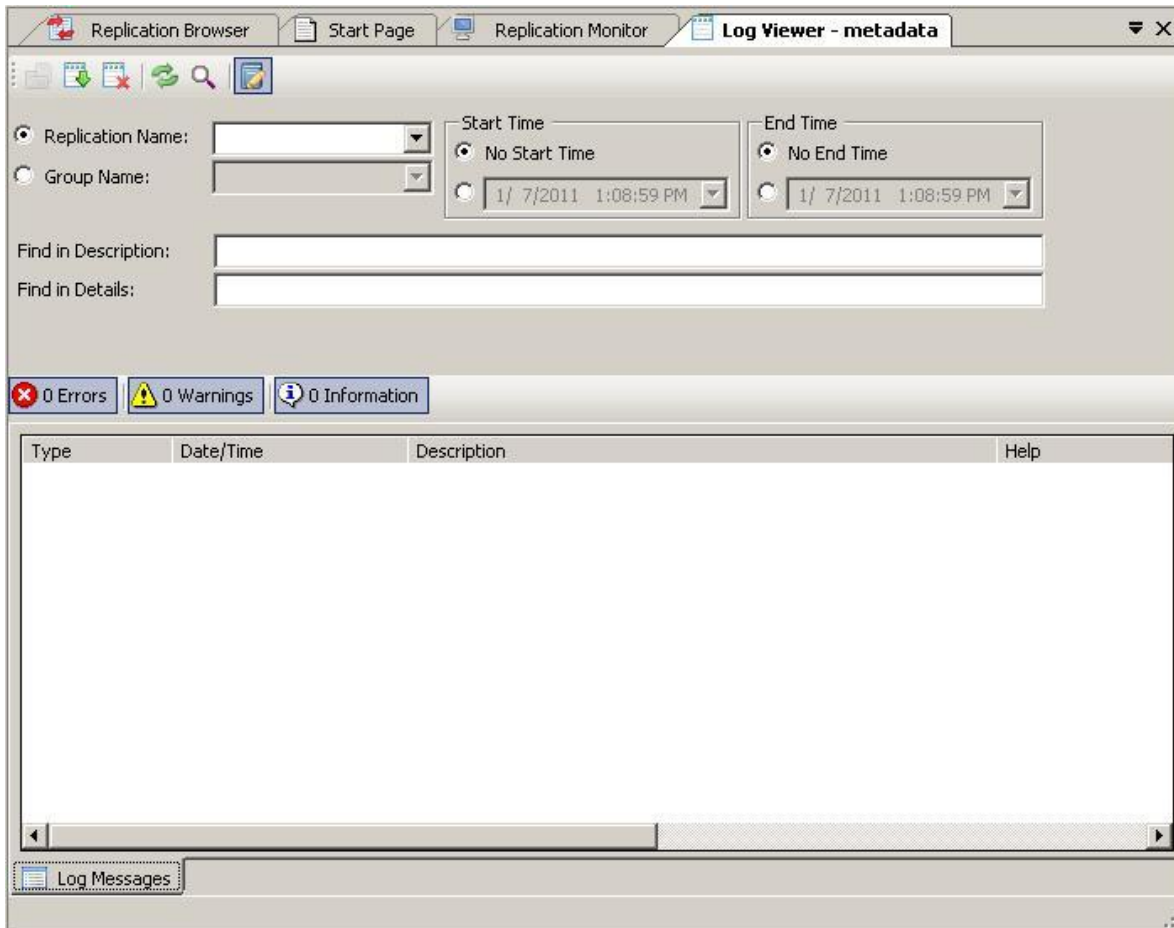 Replication Browser Start Page Replication Monitor Log Viewer - metadata
Replication Name:
Group Name:
Start Time
No Start Time
1/ 7/2011 1:08:59 PM
End Time
No End Time
1/ 7/2011 1:08:59 PM
Find in Description:
Find in Details:
0 Errors 0 Warnings 0 Information
Type Date/Time Description Help
Log Messages